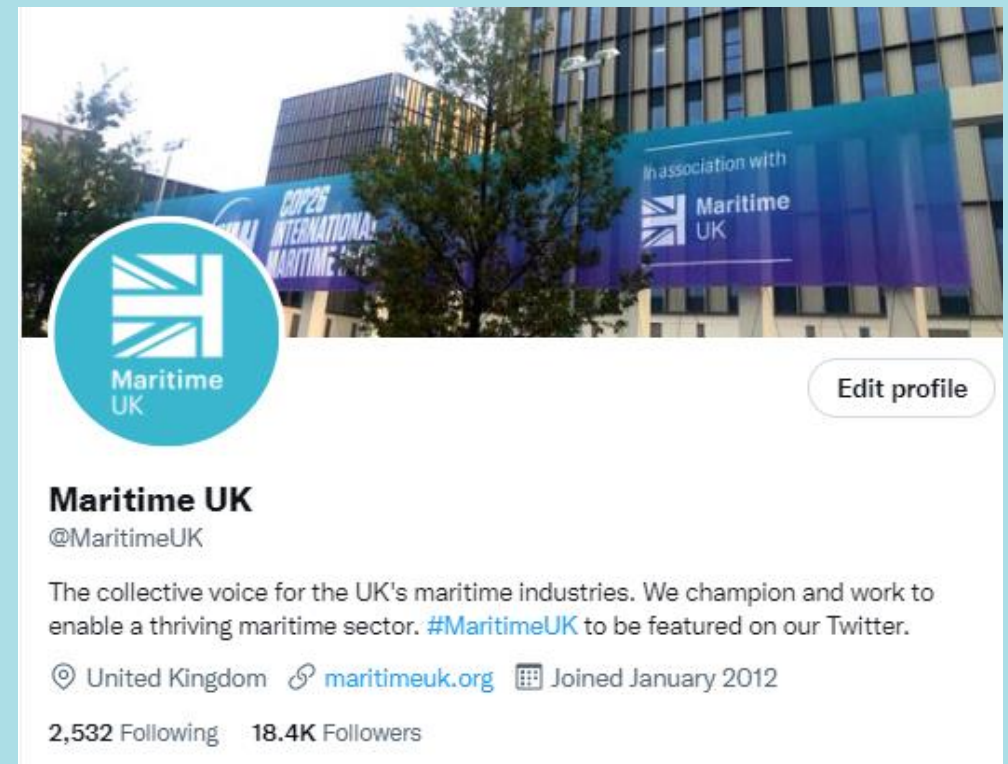 COP26
INTERNATIONAL
MARITIME
In association with
Maritime
UK
Maritime
UK
Edit profile
Maritime UK
@MaritimeUK
The collective voice for the UK's maritime industries. We champion and work to
enable a thriving maritime sector. #MaritimeUK to be featured on our Twitter.
United Kingdom maritimeuk.org Joined January 2012
2,532 Following 18.4K Followers